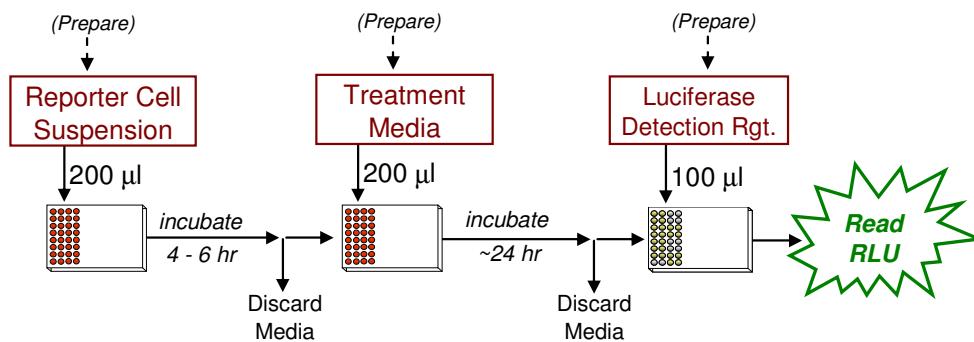 (Prepare)
(Prepare)
(Prepare)
Reporter Cell
Suspension
Treatment
Media
Luciferase
Detection Rgt.
200 µl
200 µl
100 µl
incubate
4 - 6 hr
incubate
~24 hr
Read
RLU
Discard
Media
Discard
Media